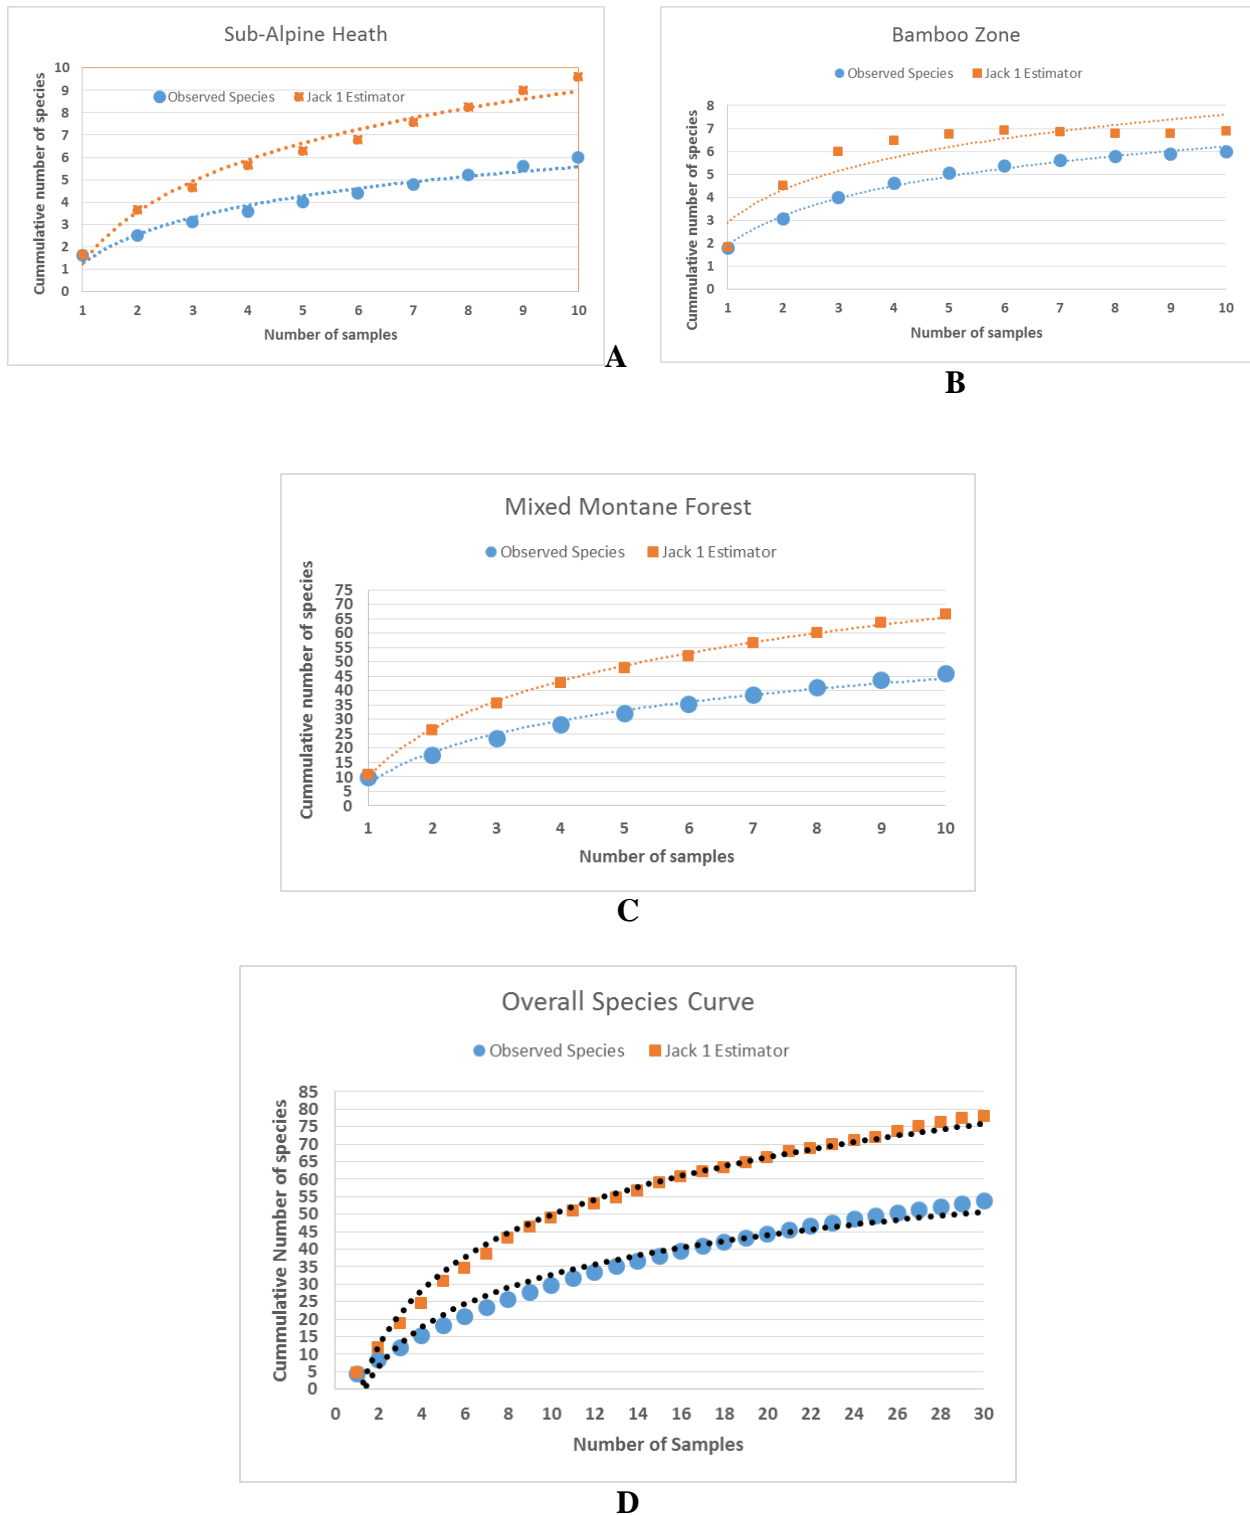 Sub-Alpine Heath
Observed Species Jack 1 Estimator
Cummulative number of species
10
9
8
7
6
5
4
3
2
1
0
1 2 3 4 5 6 7 8 9 10
Number of samples
A
Bamboo Zone
Observed Species Jack 1 Estimator
Cummulative number of species
8
7
6
5
4
3
2
1
0
1 2 3 4 5 6 7 8 9 10
Number of samples
B
Mixed Montane Forest
Observed Species Jack 1 Estimator
Cummulative number of species
75
70
65
60
55
50
45
40
35
30
25
20
15
10
5
0
1 2 3 4 5 6 7 8 9 10
Number of samples
C
Overall Species Curve
Observed Species Jack 1 Estimator
Cummulative Number of species
85
80
75
70
65
60
55
50
45
40
35
30
25
20
15
10
5
0
0 2 4 6 8 10 12 14 16 18 20 22 24 26 28 30
Number of Samples
D